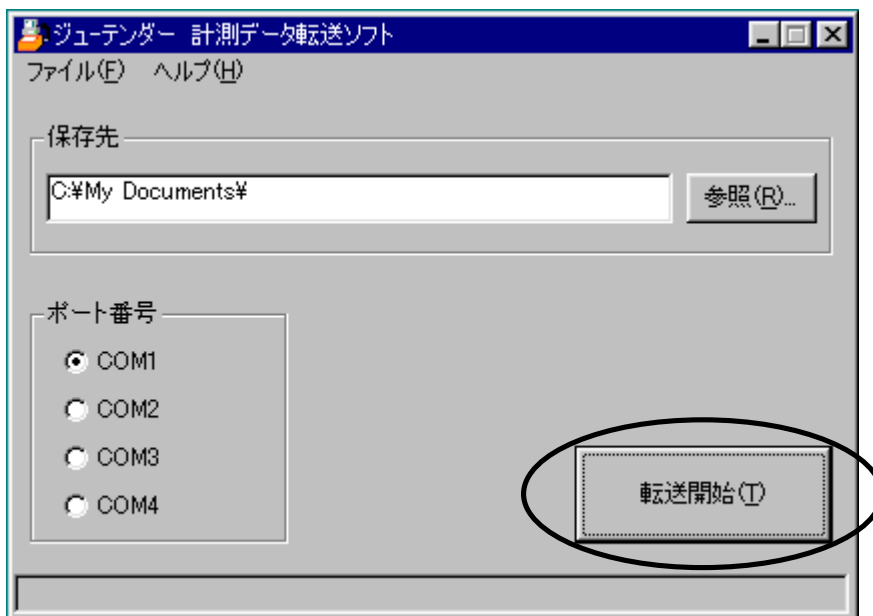 ジューテンダー 計測データ転送ソフト
ファイル(F) ヘルプ(H)
保存先
C:¥My Documents¥
参照(R)...
ポート番号
COM1
COM2
COM3
COM4
転送開始(T)